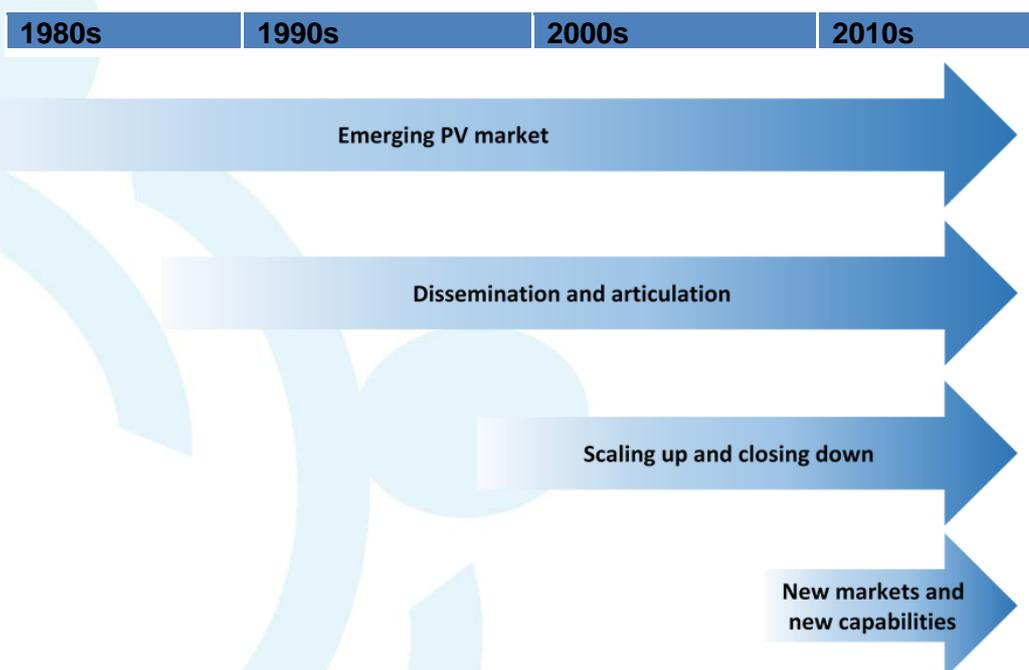 1980s 1990s 2000s 2010s
Emerging PV market
Dissemination and articulation
Scaling up and closing down
New markets and
new capabilities